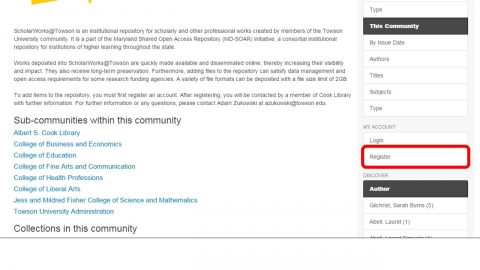 ScholarWorks@Towson is an institutional repository for scholarly and other professional works created by members of the Towson
University community. It is a part of the Maryland Shared Open Access Repository (MD-SOAR) initiative, a consortial institutional
repository for institutions of higher learning throughout the state.
Works deposited into ScholarWorks@Towson are quickly made available and disseminated online, thereby increasing their visibility
and impact. They also receive long-term preservation. Furthermore, adding files to the repository can satisfy data management and
open access requirements for some research funding agencies. A variety of file formats can be deposited with a file size limit of 2GB.
To add items to the repository, you must first register an account. After registering, you will be contacted by a member of Cook Library
with further information. For further information or any questions, please contact Adam Zukowski at azukowski@towson.edu.
Sub-communities within this community
Albert S. Cook Library
College of Business and Economics
College of Education
College of Fine Arts and Communication
College of Health Professions
College of Liberal Arts
Jess and Mildred Fisher College of Science and Mathematics
Towson University Administration
Collections in this community
Type
This Community
By Issue Date
Authors
Titles
Subjects
Type
MY ACCOUNT
Login
Register
DISCOVER
Author
Gilchrist, Sarah Burns (5)
Abell, Laurel (1)